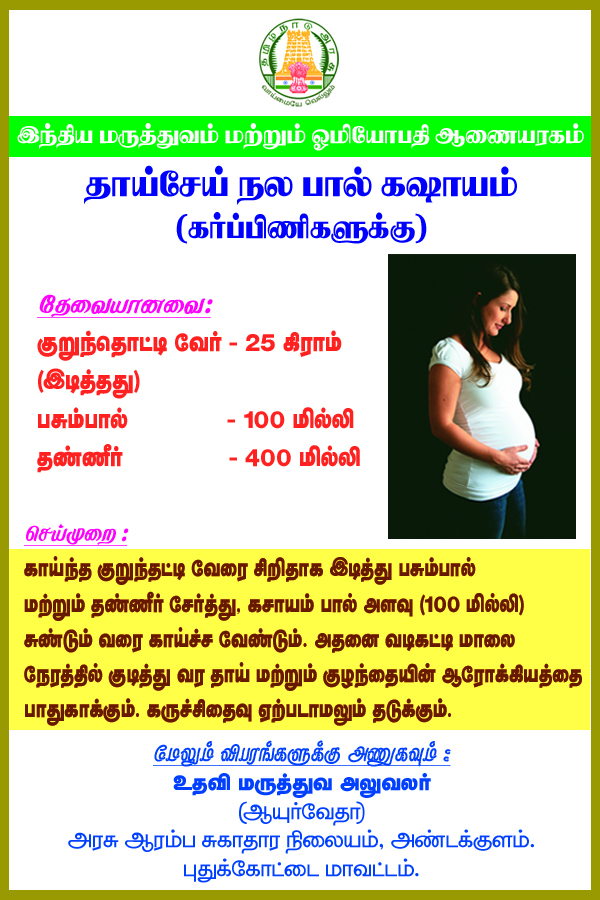 தமிழ்நாடு அரசு
வாய்மையே வெல்லும்
இந்திய மருத்துவம் மற்றும் ஓமியோபதி ஆணையரகம்
தாய்சேய் நல பால் கஷாயம்
(கர்ப்பிணிகளுக்கு)
தேவையானவை:
குறுந்தொட்டி வேர் - 25 கிராம்
(இடித்தது)
பசும்பால் - 100 மில்லி
தண்ணீர் - 400 மில்லி
செய்முறை :
காய்ந்த குறுந்தட்டி வேரை சிறிதாக இடித்து பசும்பால்
மற்றும் தண்ணீர் சேர்த்து, கசாயம் பால் அளவு (100 மில்லி)
சுண்டும் வரை காய்ச்ச வேண்டும். அதனை வடிகட்டி மாலை
நேரத்தில் குடித்து வர தாய் மற்றும் குழந்தையின் ஆரோக்கியத்தை
பாதுகாக்கும். கருச்சிதைவு ஏற்படாமலும் தடுக்கும்.
மேலும் விபரங்களுக்கு அணுகவும் :
உதவி மருத்துவ அலுவலர்
(ஆயுர்வேதா)
அரசு ஆரம்ப சுகாதார நிலையம், அண்டக்குளம்.
புதுக்கோட்டை மாவட்டம்.